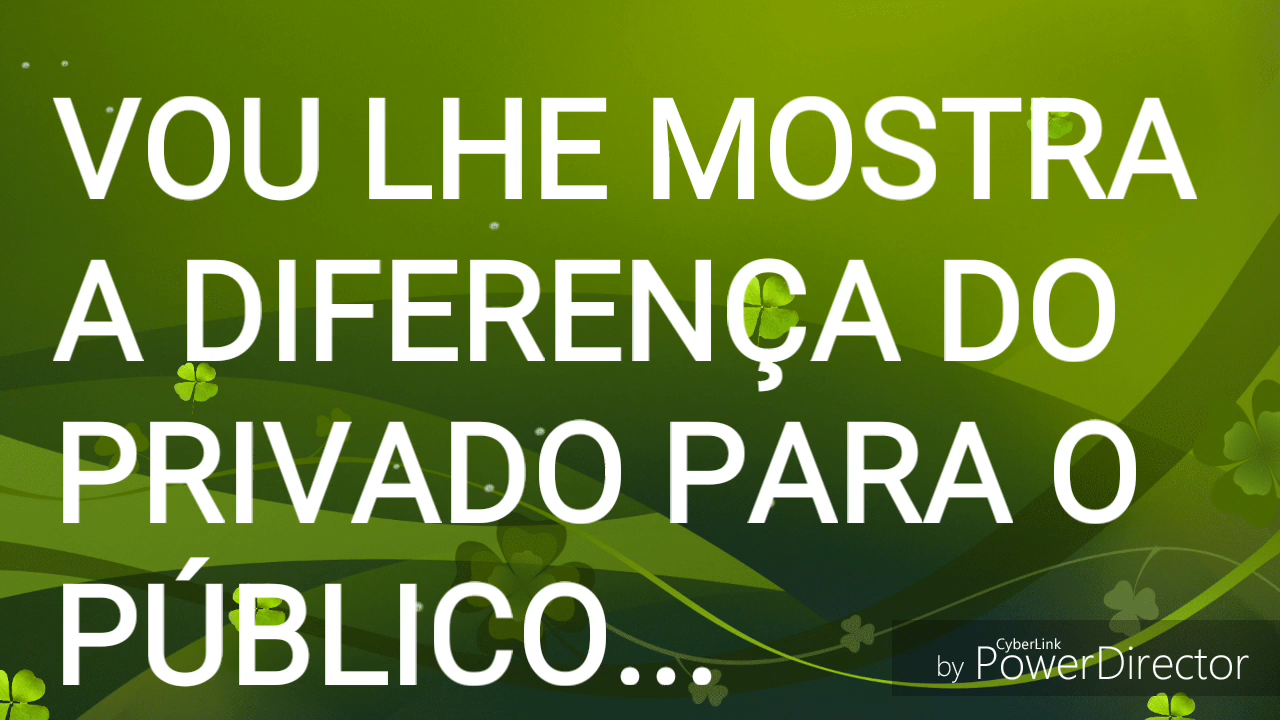 VOU LHE MOSTRA
A DIFERENÇA DO
PRIVADO PARA O
PÚBLICO...
CyberLink
by PowerDirector